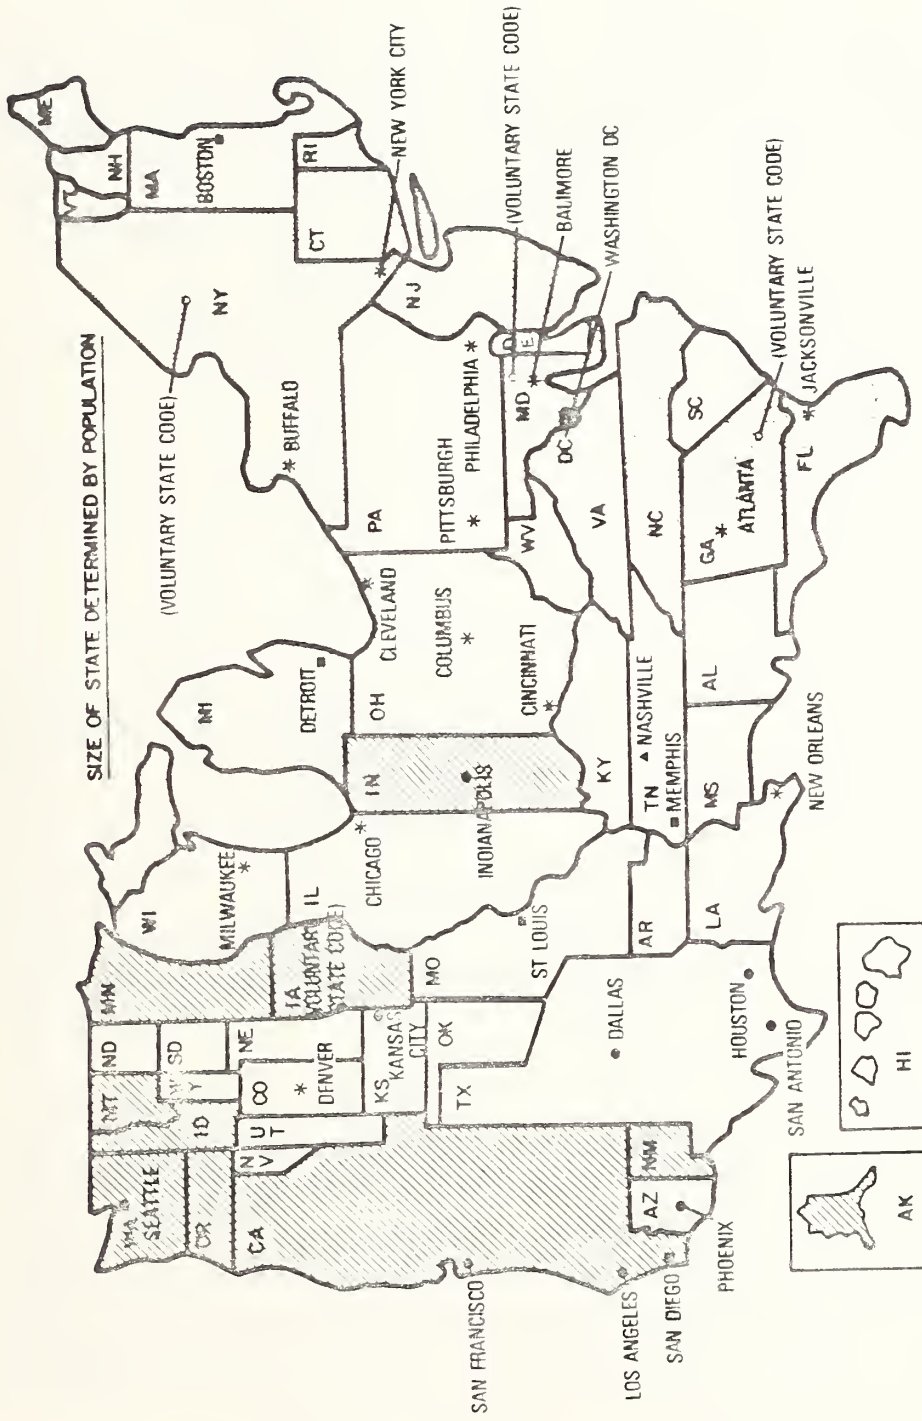 SIZE OF STATE DETERMINED BY POPULATION
(VOLUNTARY STATE CODE)
WA
SEATTLE
OR
CA
NV
ID
MT
WY
UT
CO
*DENVER
ND
SD
NE
KS
KANSAS
CITY
MN
IA
(VOLUNTARY
STATE CODE)
WI
MILWAUKEE
*
IL
CHICAGO *
MI
DETROIT
IN
INDIANAPOLIS
OH
CLEVELAND *
COLUMBUS
*
CINCINNATI
*
* BUFFALO
NY
VT
NH
ME
MA
BOSTON
CT
RI
NEW YORK CITY
*
PA
PITTSBURGH
*
PHILADELPHIA *
NJ
MD
DE
(VOLUNTARY STATE CODE)
BALIMORE
WASHINGTON DC
DC
WV
VA
KY
MO
ST LOUIS
OK
TX
DALLAS
HOUSTON
SAN ANTONIO
AR
LA
TN
▲ NASHVILLE
■ MEMPHIS
MS
AL
NEW ORLEANS
*
NC
SC
GA
*
ATLANTA
(VOLUNTARY STATE CODE)
FL
* JACKSONVILLE
NM
AZ
PHOENIX
SAN FRANCISCO
LOS ANGELES
SAN DIEGO
AK
HI